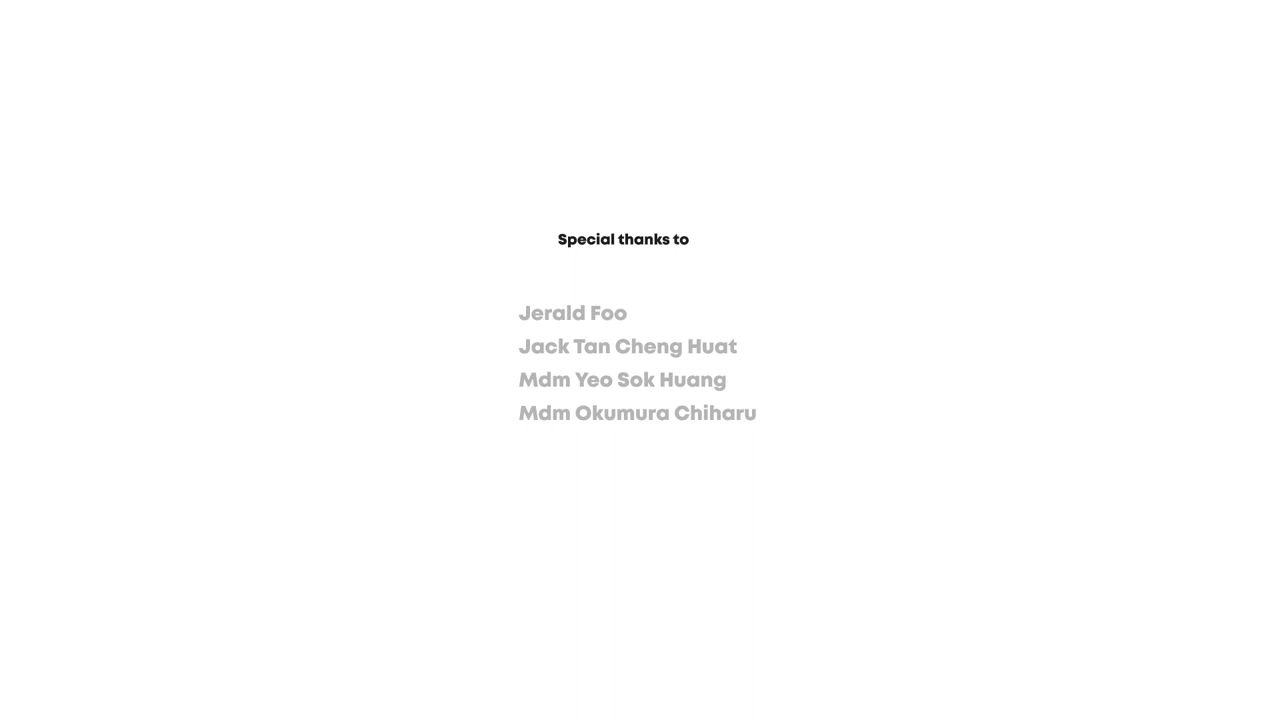 Special thanks to
Jerald Foo
Jack Tan Cheng Huat
Mdm Yeo Sok Huang
Mdm Okumura Chiharu